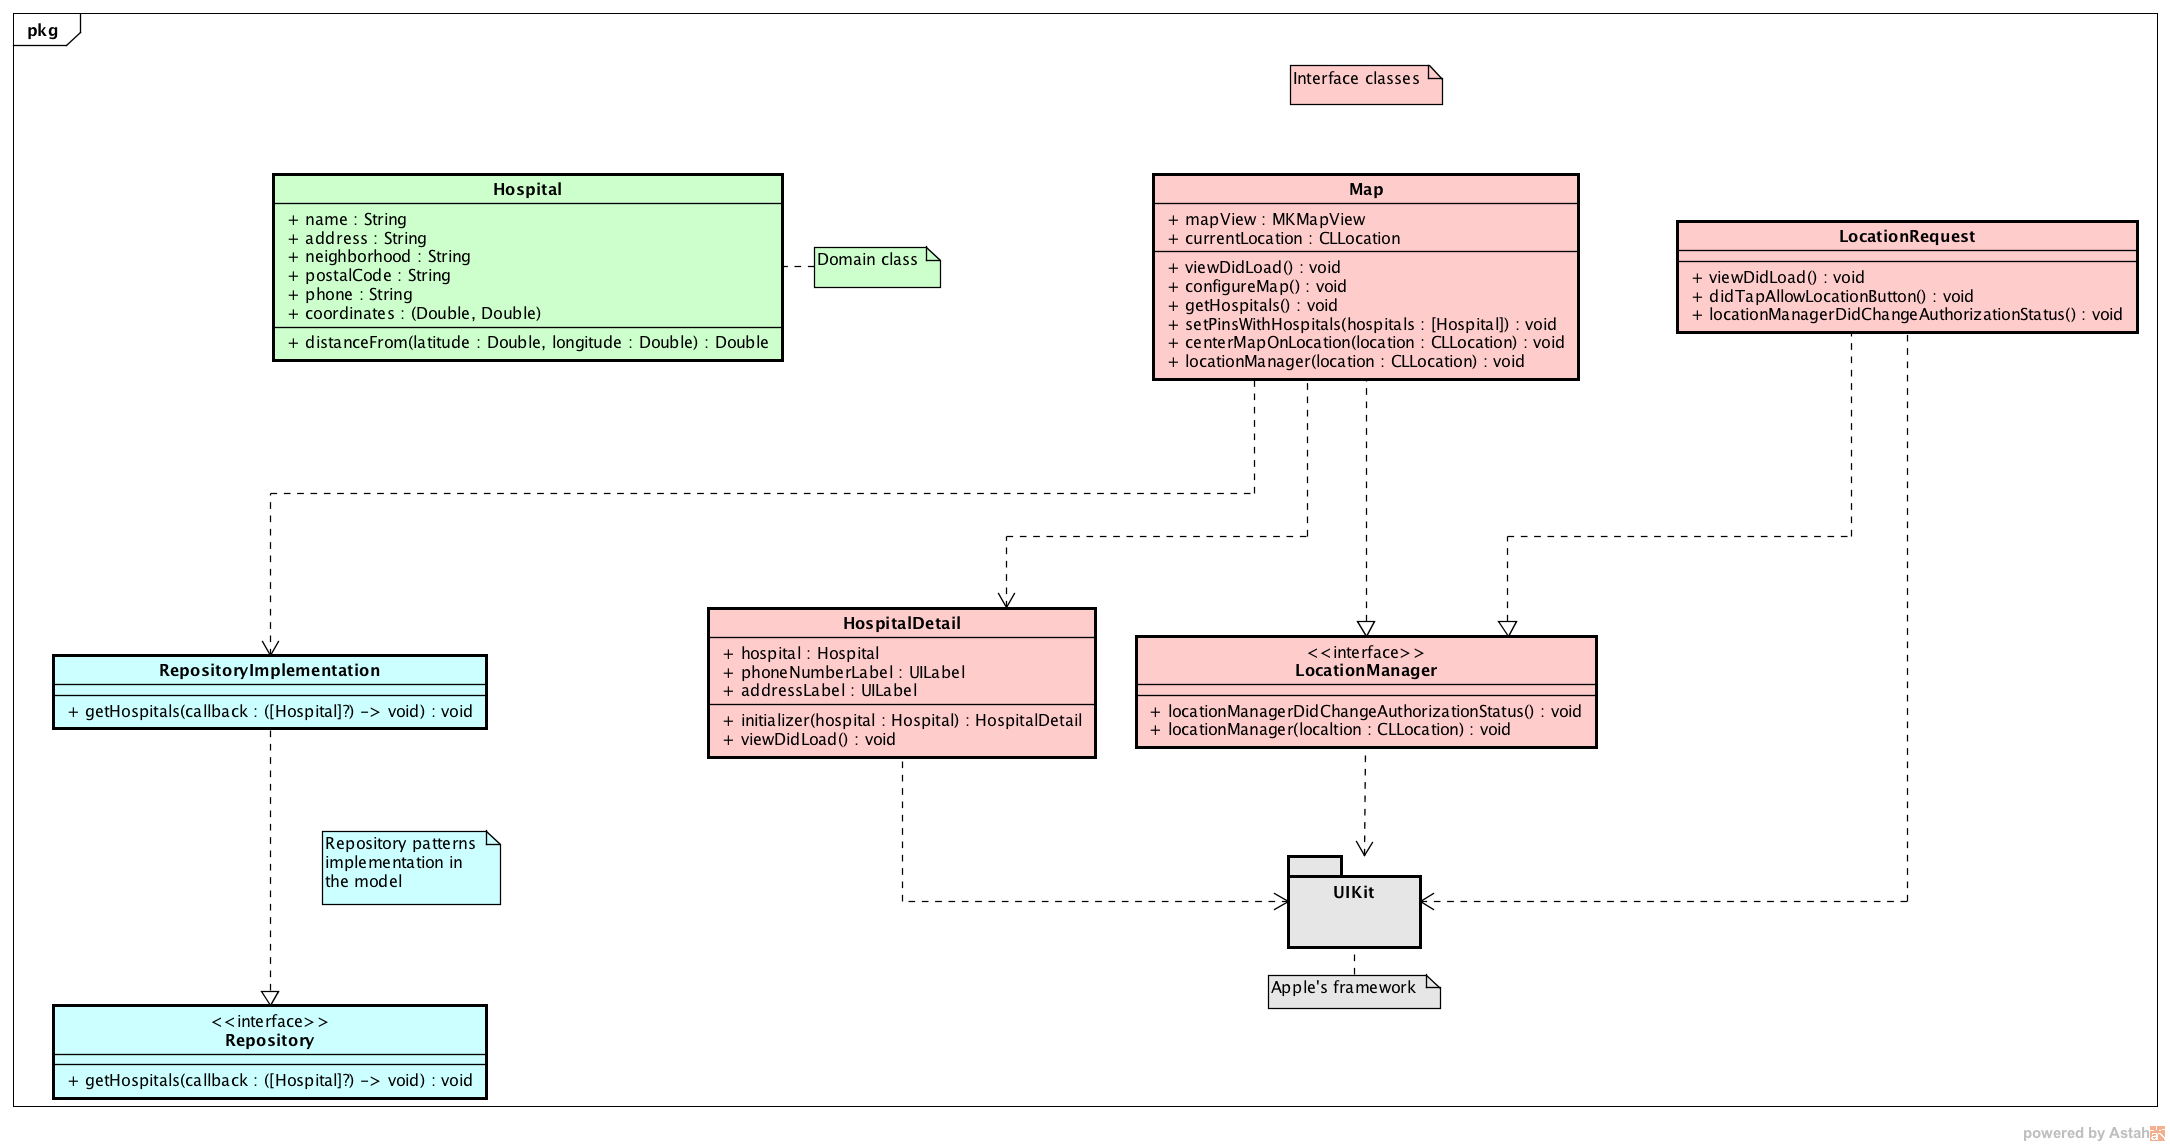 pkg
Interface classes
Hospital
+ name : String
+ address : String
+ neighborhood : String
+ postalCode : String
+ phone : String
+ coordinates : (Double, Double)
+ distanceFrom(latitude : Double, longitude : Double) : Double
Domain class
Map
+ mapView : MKMapView
+ currentLocation : CLLocation
+ viewDidLoad() : void
+ configureMap() : void
+ getHospitals() : void
+ setPinsWithHospitals(hospitals : [Hospital]) : void
+ centerMapOnLocation(location : CLLocation) : void
+ locationManager(location : CLLocation) : void
LocationRequest
+ viewDidLoad() : void
+ didTapAllowLocationButton() : void
+ locationManagerDidChangeAuthorizationStatus() : void
RepositoryImplementation
+ getHospitals(callback : ([Hospital]?) -> void) : void
HospitalDetail
+ hospital : Hospital
+ phoneNumberLabel : UILabel
+ addressLabel : UILabel
+ initializer(hospital : Hospital) : HospitalDetail
+ viewDidLoad() : void
<<interface>>
LocationManager
+ locationManagerDidChangeAuthorizationStatus() : void
+ locationManager(localtion : CLLocation) : void
Repository patterns
implementation in
the model
UIKit
Apple's framework
<<interface>>
Repository
+ getHospitals(callback : ([Hospital]?) -> void) : void
powered by Astah